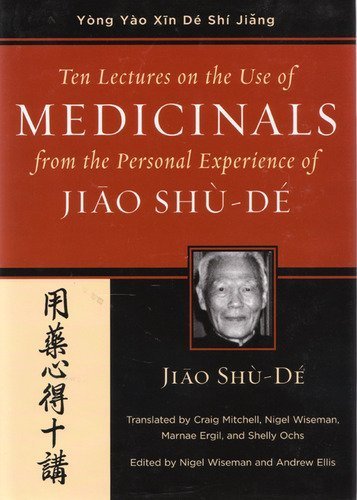 Yòng Yào Xīn Dé Shí Jiǎng
Ten Lectures on the Use of
MEDICINALS
from the Personal Experience of
JIĀO SHÙ-DÉ
用藥心得十講
JIĀO SHÙ-DÉ
Translated by Craig Mitchell, Nigel Wiseman,
Marnae Ergil, and Shelly Ochs
Edited by Nigel Wiseman and Andrew Ellis